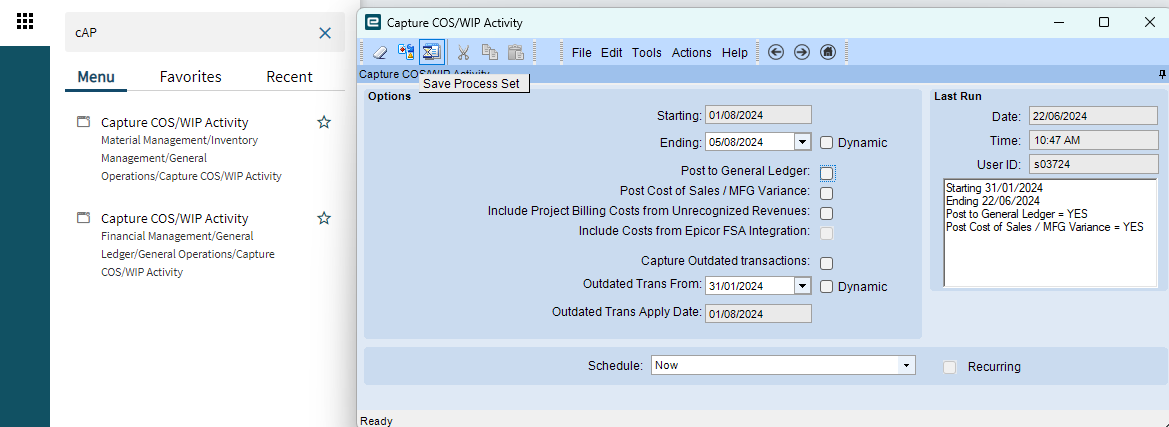 cAP
Menu
Favorites
Recent
Capture COS/WIP Activity
Material Management/Inventory
Management/General
Operations/Capture COS/WIP Activity
Capture COS/WIP Activity
Financial Management/General
Ledger/General Operations/Capture
COS/WIP Activity
Capture COS/WIP Activity
File Edit Tools Actions Help
Capture COS/WIP Activity
Save Process Set
Options
Starting: 01/08/2024
Ending: 05/08/2024 Dynamic
Post to General Ledger:
Post Cost of Sales / MFG Variance:
Include Project Billing Costs from Unrecognized Revenues:
Include Costs from Epicor FSA Integration:
Capture Outdated transactions:
Outdated Trans From: 31/01/2024 Dynamic
Outdated Trans Apply Date: 01/08/2024
Last Run
Date: 22/06/2024
Time: 10:47 AM
User ID: s03724
Starting 31/01/2024
Ending 22/06/2024
Post to General Ledger = YES
Post Cost of Sales / MFG Variance = YES
Schedule: Now Recurring
Ready